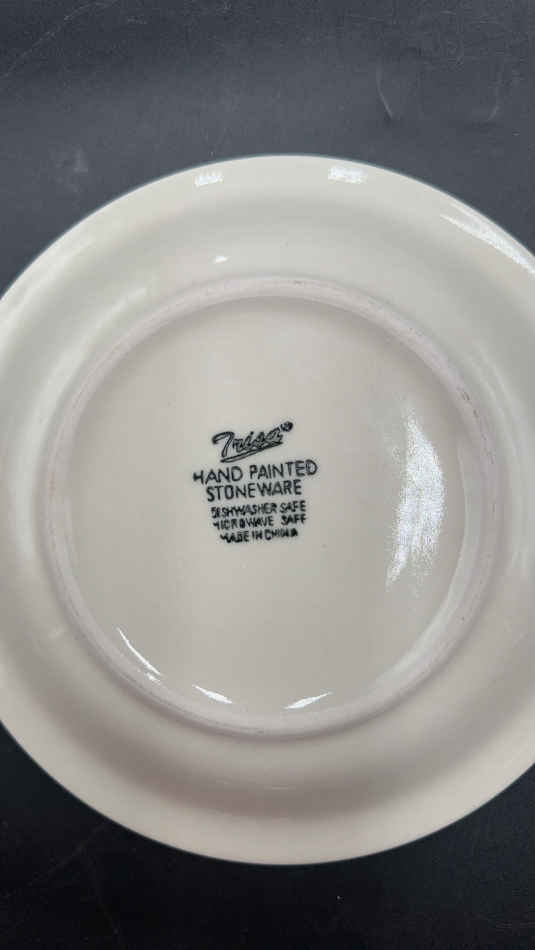 Trisa®
HAND PAINTED
STONEWARE
DISHWASHER SAFE
MICROWAVE SAFE
MADE IN CHINA